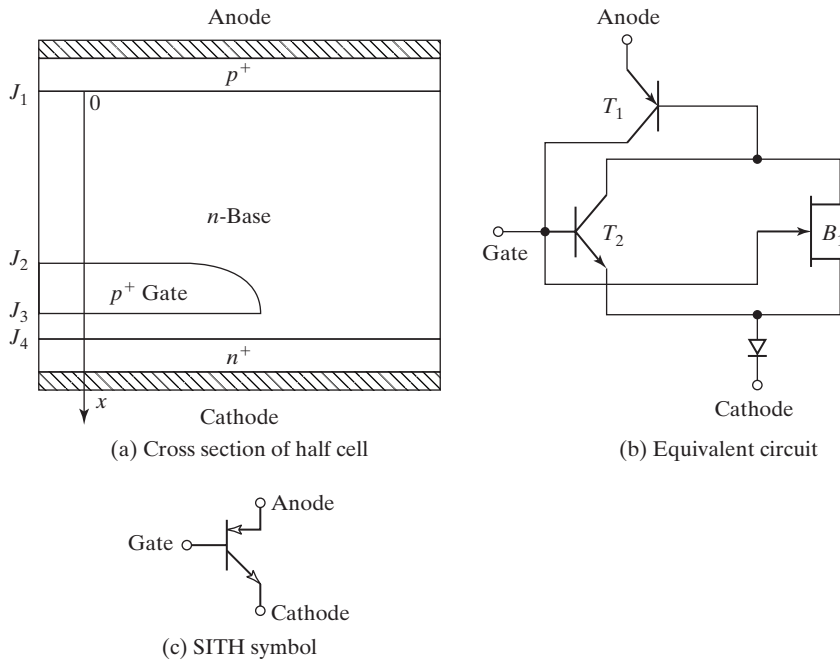 Anode
p+
J1
0
n-Base
J2
p+ Gate
J3
J4
n+
x
Cathode
(a) Cross section of half cell
Anode
T1
T2
Gate
Cathode
(b) Equivalent circuit
Anode
Gate
Cathode
(c) SITH symbol